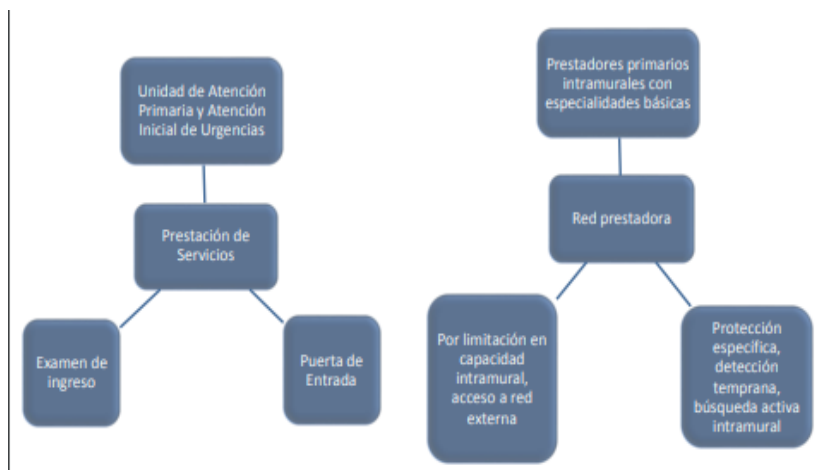 Unidad de Atención
Primaria y Atención
Inicial de Urgencias
Prestación de
Servicios
Examen de
ingreso
Puerta de
Entrada
Prestadores primarios
intramurales con
especialidades básicas
Red prestadora
Por limitación en
capacidad
intramural,
acceso a red
externa
Protección
específica,
detección
temprana,
búsqueda activa
intramural